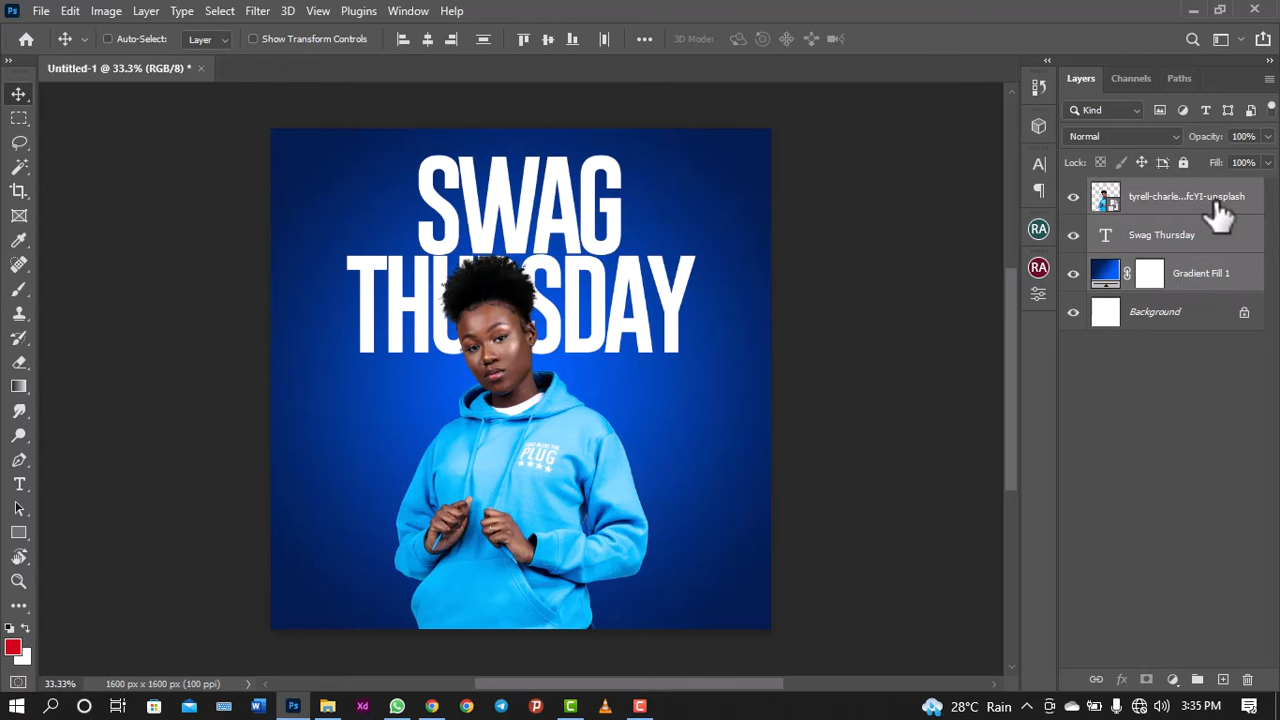 Ps File Edit Image Layer Type Select Filter 3D View Plugins Window Help
Auto-Select: Layer Show Transform Controls 3D Mode:
Untitled-1 @ 33.3% (RGB/8) *
Layers Channels Paths
Kind
Normal Opacity: 100%
Lock: Fill: 100%
tyrell-charle...fcYI-unsplash
Swag Thursday
Gradient Fill 1
Background
RA
RA
SWAG
THURSDAY
PLUG
33.33% 1600 px x 1600 px (100 ppi)
28°C Rain 3:35 PM